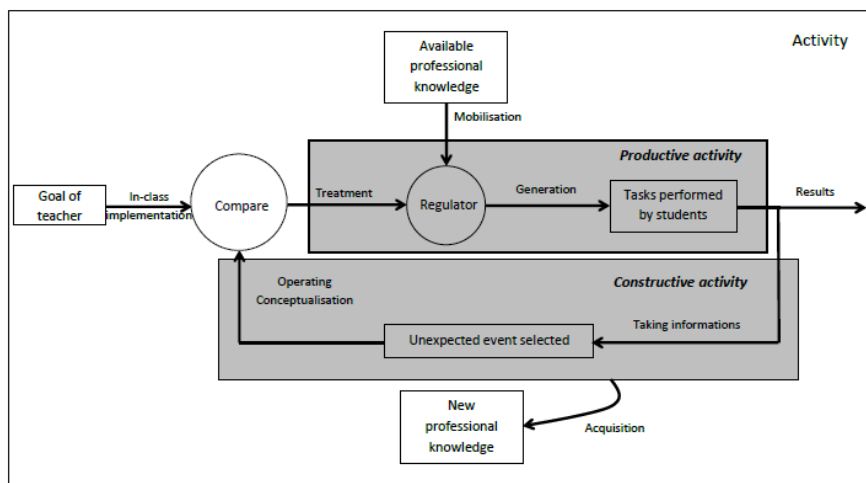 Activity
Available
professional
knowledge
Mobilisation
Productive activity
Goal of
teacher
In-class
implementation
Compare
Treatment
Regulator
Generation
Tasks performed
by students
Results
Operating
Conceptualisation
Constructive activity
Unexpected event selected
Taking informations
New
professional
knowledge
Acquisition